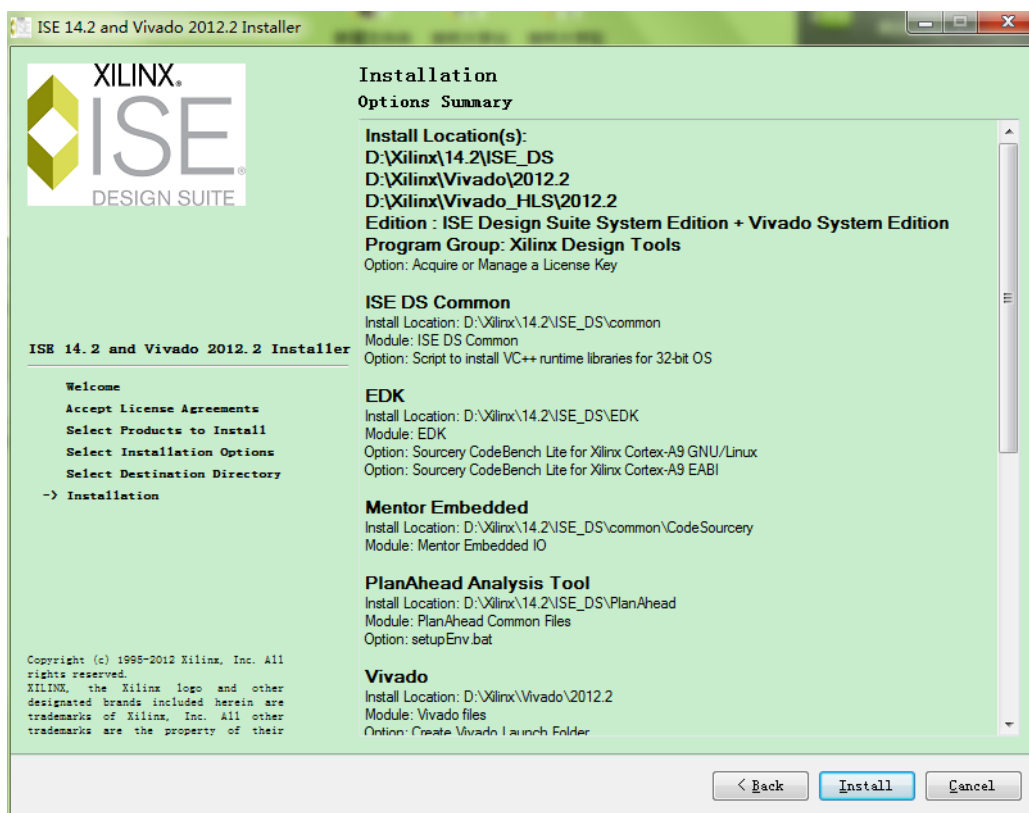 ISE 14.2 and Vivado 2012.2 Installer
XILINX®
ISE®
DESIGN SUITE
ISE 14.2 and Vivado 2012.2 Installer
Welcome
Accept License Agreements
Select Products to Install
Select Installation Options
Select Destination Directory
-> Installation
Copyright (c) 1995-2012 Xilinx, Inc. All
rights reserved.
XILINX, the Xilinx logo and other
designated brands included herein are
trademarks of Xilinx, Inc. All other
trademarks are the property of their
Installation
Options Summary
Install Location(s):
D:\Xilinx\14.2\ISE_DS
D:\Xilinx\Vivado\2012.2
D:\Xilinx\Vivado_HLS\2012.2
Edition : ISE Design Suite System Edition + Vivado System Edition
Program Group: Xilinx Design Tools
Option: Acquire or Manage a License Key
ISE DS Common
Install Location: D:\Xilinx\14.2\ISE_DS\common
Module: ISE DS Common
Option: Script to install VC++ runtime libraries for 32-bit OS
EDK
Install Location: D:\Xilinx\14.2\ISE_DS\EDK
Module: EDK
Option: Sourcery CodeBench Lite for Xilinx Cortex-A9 GNU/Linux
Option: Sourcery CodeBench Lite for Xilinx Cortex-A9 EABI
Mentor Embedded
Install Location: D:\Xilinx\14.2\ISE_DS\common\CodeSourcery
Module: Mentor Embedded IO
PlanAhead Analysis Tool
Install Location: D:\Xilinx\14.2\ISE_DS\PlanAhead
Module: PlanAhead Common Files
Option: setupEnv.bat
Vivado
Install Location: D:\Xilinx\Vivado\2012.2
Module: Vivado files
Option: Create Vivado Launch Folder
< Back
Install
Cancel